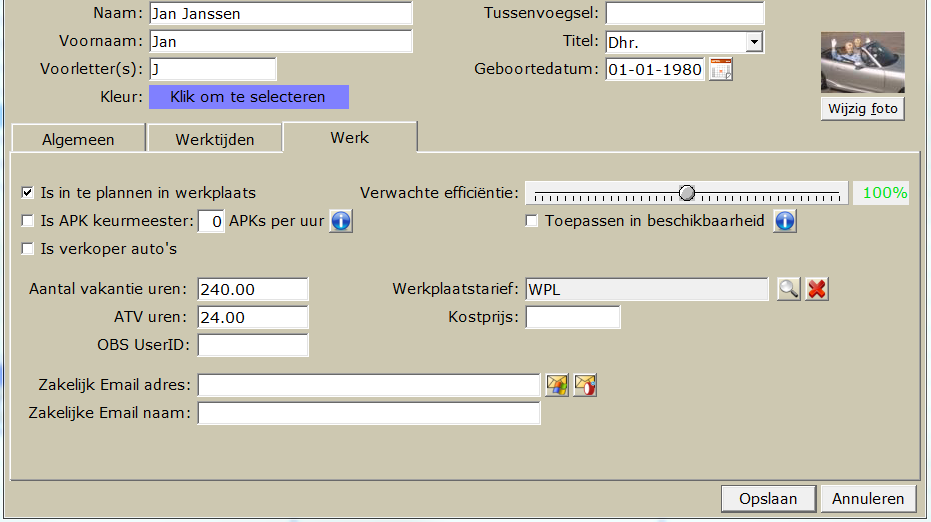 Naam: Jan Janssen Tussenvoegsel:
Voornaam: Jan Titel: Dhr.
Voorletter(s): J Geboortedatum: 01-01-1980
Kleur: Klik om te selecteren Wijzig foto
Algemeen Werktijden Werk
Is in te plannen in werkplaats Verwachte efficiëntie: 100%
Is APK keurmeester: 0 APKs per uur Toepassen in beschikbaarheid
Is verkoper auto's
Aantal vakantie uren: 240.00 Werkplaatstarief: WPL
ATV uren: 24.00 Kostprijs:
OBS UserID:
Zakelijk Email adres:
Zakelijke Email naam:
Opslaan Annuleren